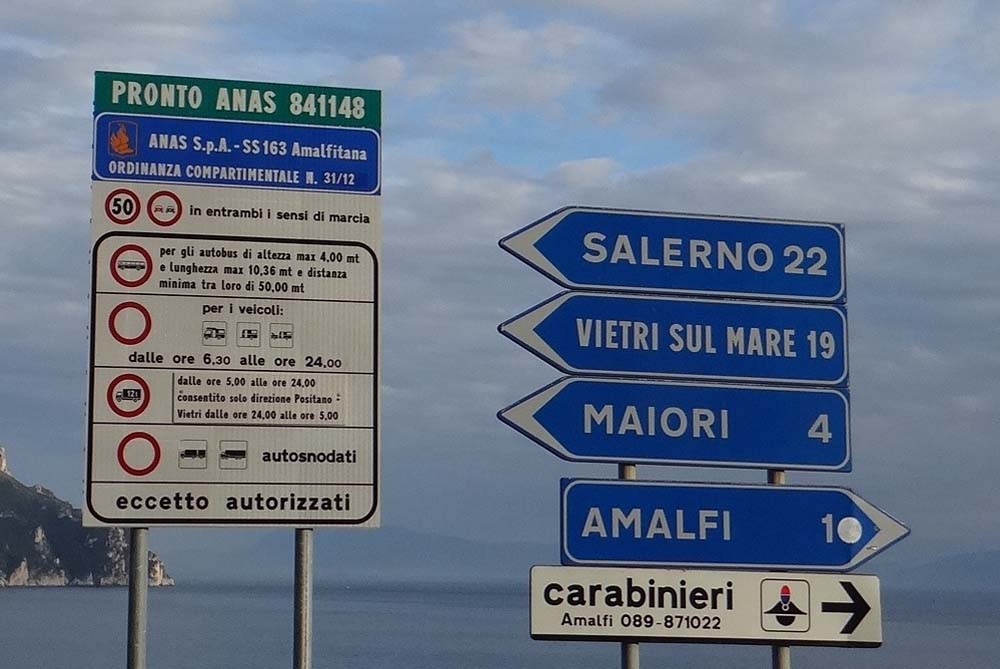 PRONTO ANAS 841148
ANAS S.p.A. - SS163 Amalfitana
ORDINANZA COMPARTIMENTALE N. 31/12
50 in entrambi i sensi di marcia
per gli autobus di altezza max 4,00 mt
e lunghezza max 10,36 mt e distanza
minima tra loro di 50,00 mt
per i veicoli:
dalle ore 6,30 alle ore 24,00
dalle ore 5,00 alle ore 24,00
"consentito solo direzione Positano -
Vietri dalle ore 24,00 alle ore 5,00
autosnodati
eccetto autorizzati
SALERNO 22
VIETRI SUL MARE 19
MAIORI 4
AMALFI 1
carabinieri
Amalfi 089-871022